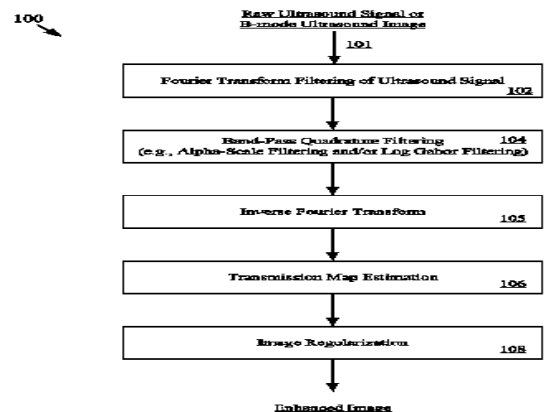 100
Raw Ultrasound Signal or
B-mode Ultrasound Image
101
Fourier Transform Filtering of Ultrasound Signal
102
Band-Pass Quadrature Filtering
104
(e.g., Alpha-Scale Filtering and/or Log Gabor Filtering)
Inverse Fourier Transform
105
Transmission Map Estimation
106
Image Regularization
108
Enhanced Image